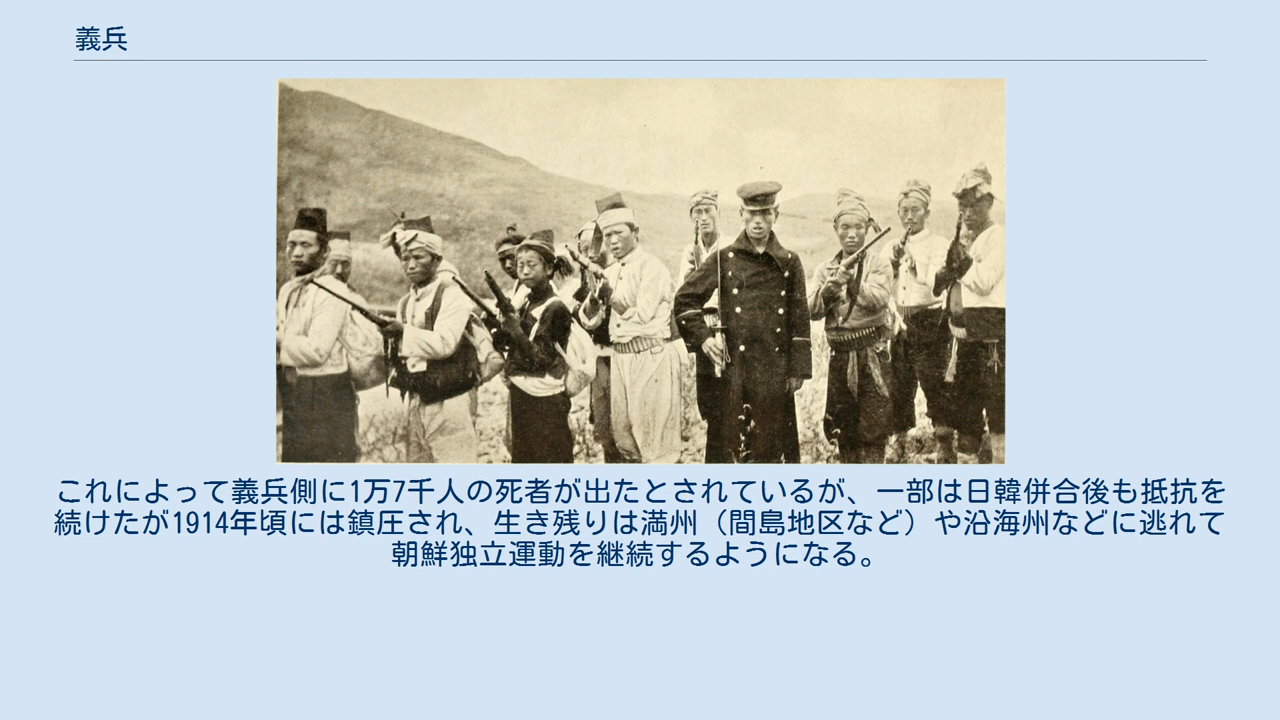 義兵
これによって義兵側に1万7千人の死者が出たとされているが、一部は日韓併合後も抵抗を
続けたが1914年頃には鎮圧され、生き残りは満州（間島地区など）や沿海州などに逃れて
朝鮮独立運動を継続するようになる。